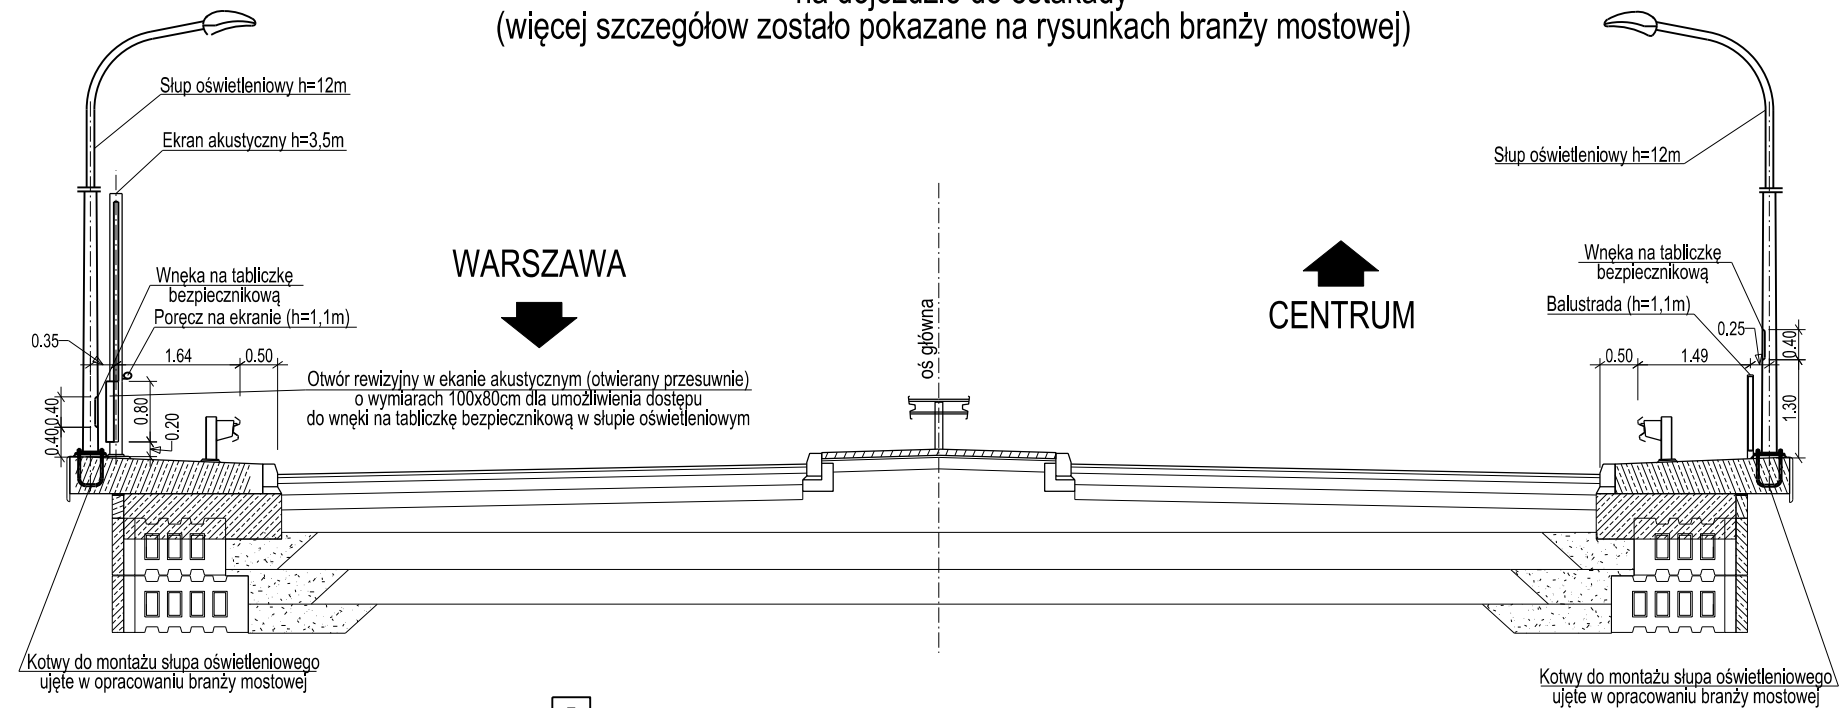 na dojeździe do estakady
(więcej szczegółow zostało pokazane na rysunkach branży mostowej)
Słup oświetleniowy h=12m
Ekran akustyczny h=3,5m
Słup oświetleniowy h=12m
WARSZAWA
CENTRUM
oś główna
Wnęka na tabliczkę
bezpiecznikową
Poręcz na ekranie (h=1,1m)
Wnęka na tabliczkę
bezpiecznikową
Balustrada (h=1,1m)
0.35
1.64
0.50
0.40
0.40
0.80
0.20
Otwór rewizyjny w ekanie akustycznym (otwierany przesuwnie)
o wymiarach 100x80cm dla umożliwienia dostępu
do wnęki na tabliczkę bezpiecznikową w słupie oświetleniowym
0.50
1.49
0,25
0.40
1.30
Kotwy do montażu słupa oświetleniowego
ujęte w opracowaniu branży mostowej
Kotwy do montażu słupa oświetleniowego
ujęte w opracowaniu branży mostowej